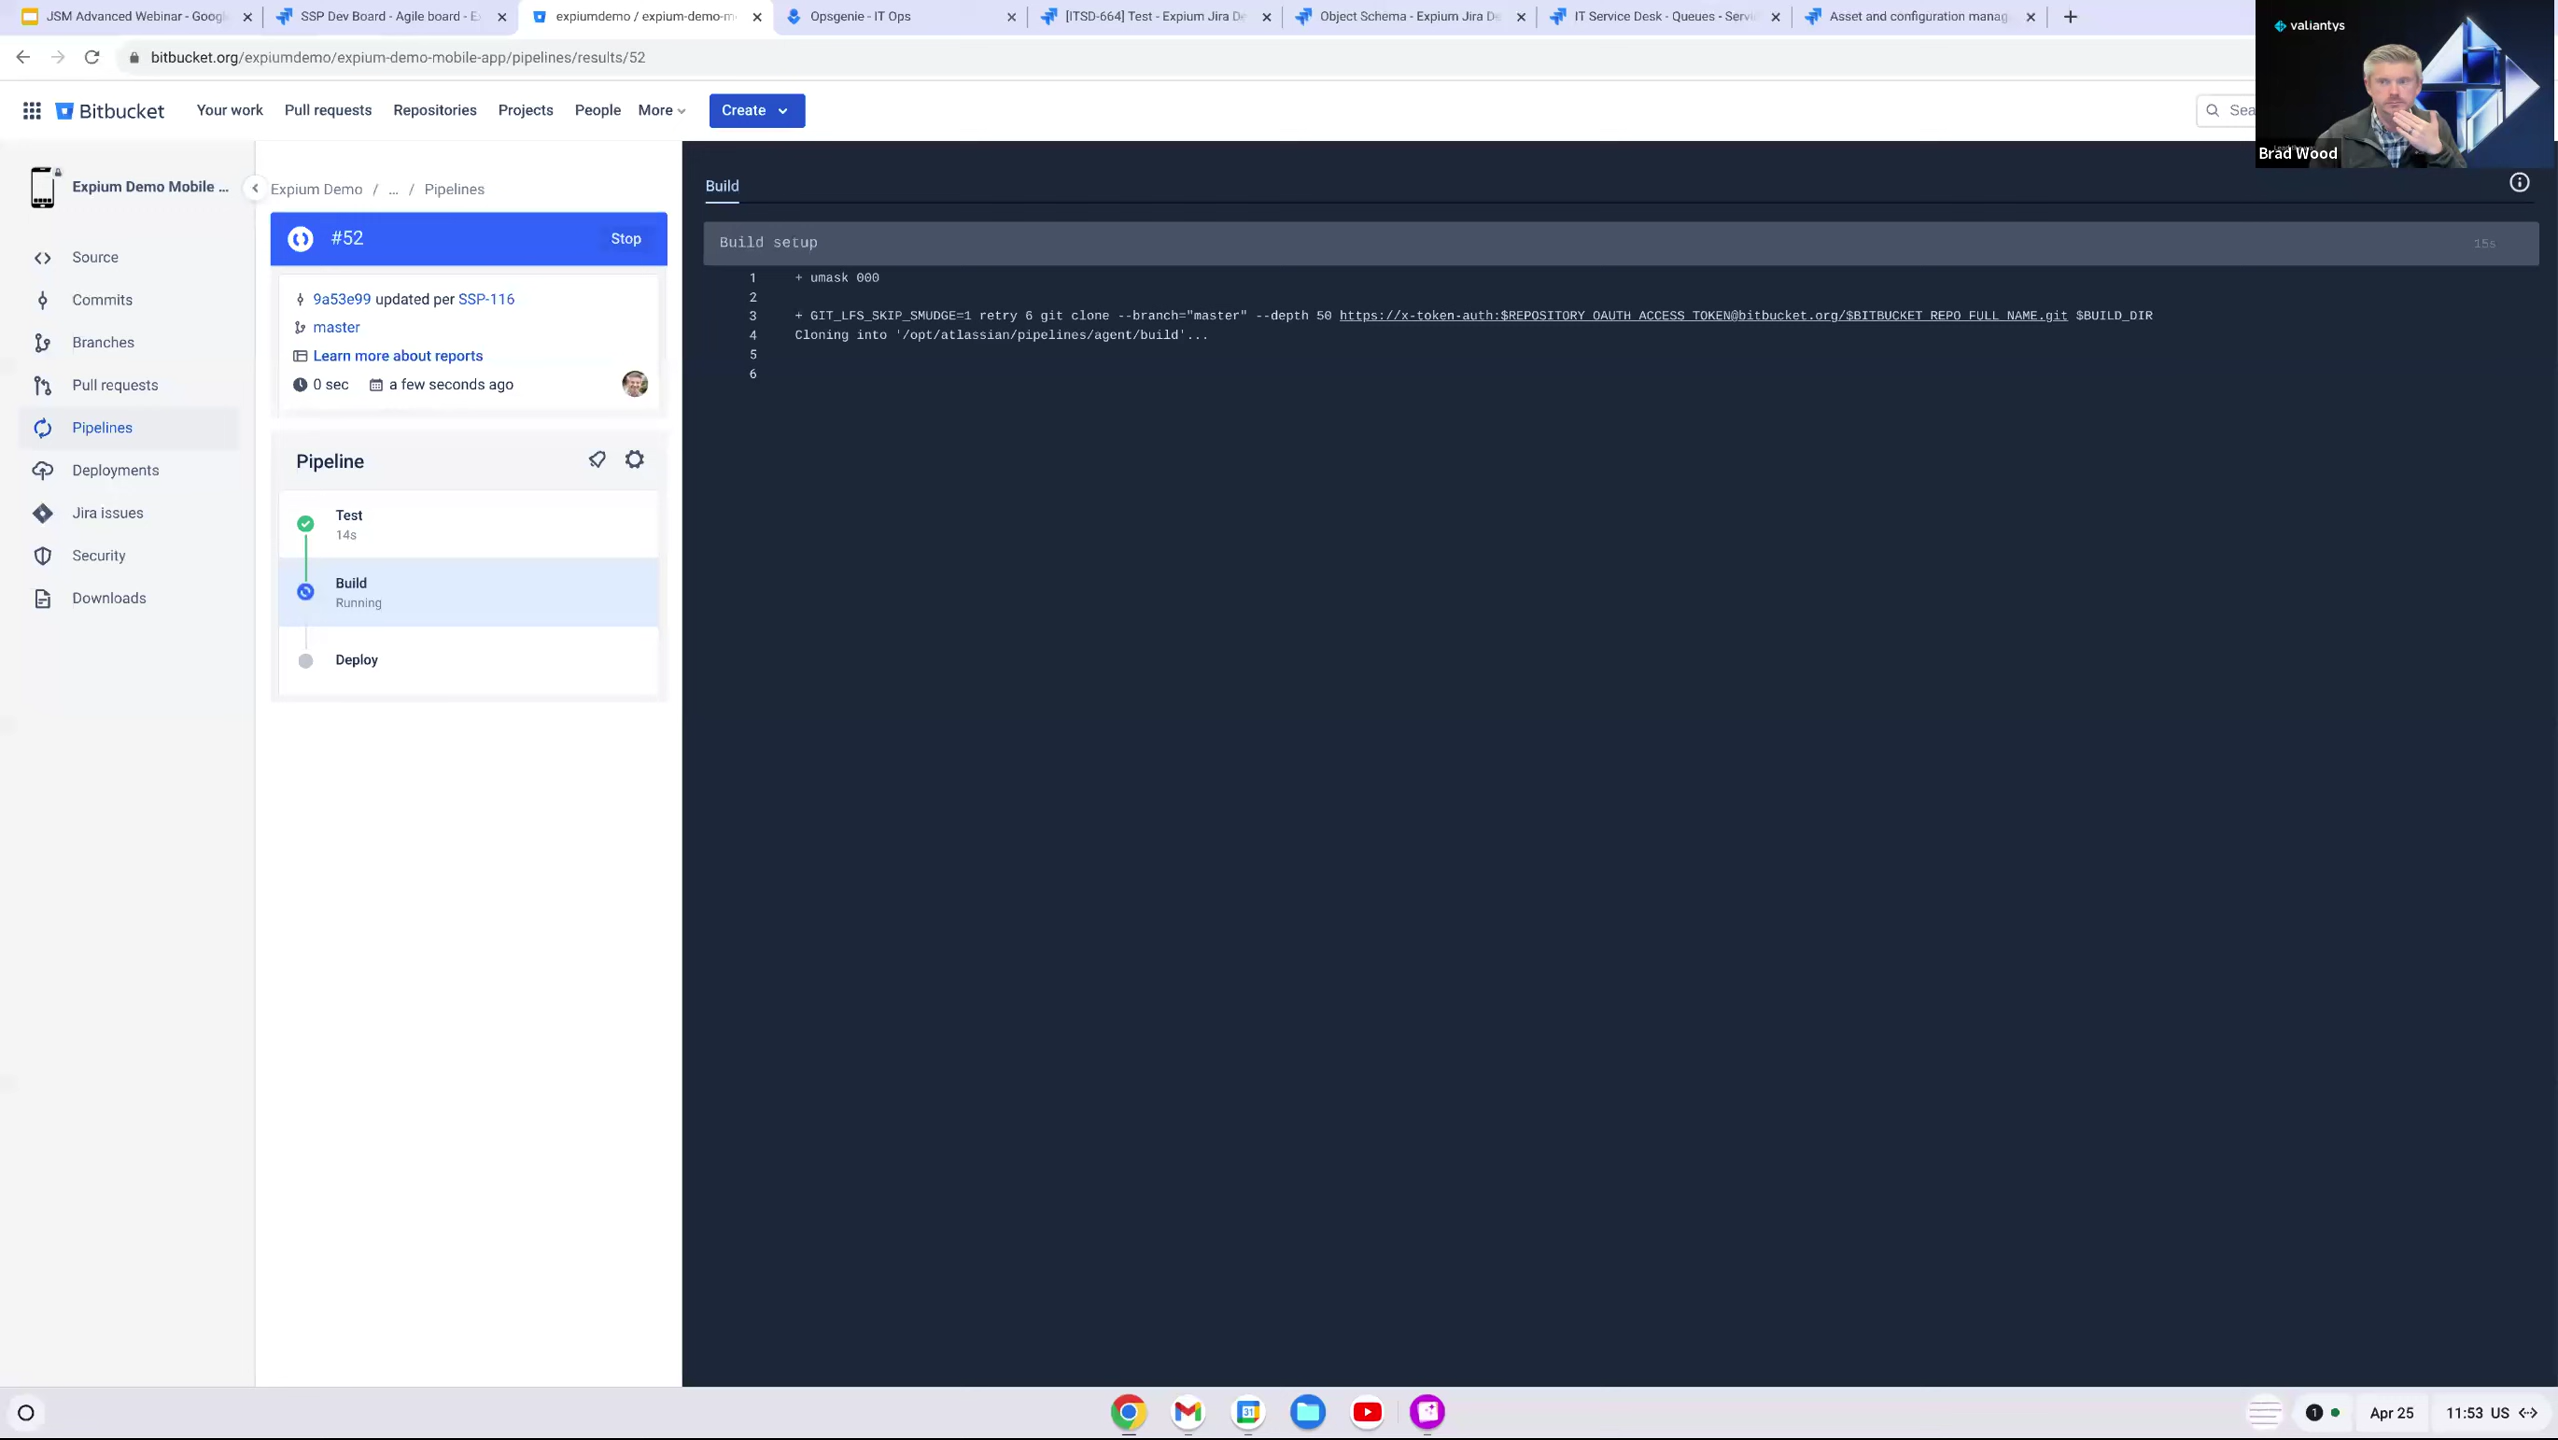 JSM Advanced Webinar - Google
SSP Dev Board - Agile board - E
expiumdemo / expium-demo-m
Opsgenie - IT Ops
[ITSD-664] Test - Expium Jira De
Object Schema - Expium Jira De
IT Service Desk - Queues - Servi
Asset and configuration manag
valiantys
bitbucket.org/expiumdemo/expium-demo-mobile-app/pipelines/results/52
Bitbucket
Your work
Pull requests
Repositories
Projects
People
More
Create
Sea
Brad Wood
Expium Demo Mobile ...
Source
Commits
Branches
Pull requests
Pipelines
Deployments
Jira issues
Security
Downloads
Expium Demo / ... / Pipelines
#52
Stop
9a53e99 updated per SSP-116
master
Learn more about reports
0 sec a few seconds ago
Pipeline
Test
14s
Build
Running
Deploy
Build
Build setup
15s
1 + umask 000
2
3 + GIT_LFS_SKIP_SMUDGE=1 retry 6 git clone --branch="master" --depth 50 https://x-token-auth:$REPOSITORY_OAUTH_ACCESS_TOKEN@bitbucket.org/$BITBUCKET_REPO_FULL_NAME.git $BUILD_DIR
4 Cloning into '/opt/atlassian/pipelines/agent/build'...
5
6
31
1
Apr 25
11:53 US